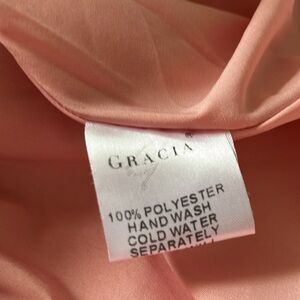 GRACIA ®
100% POLYESTER
HAND WASH
COLD WATER
SEPARATELY